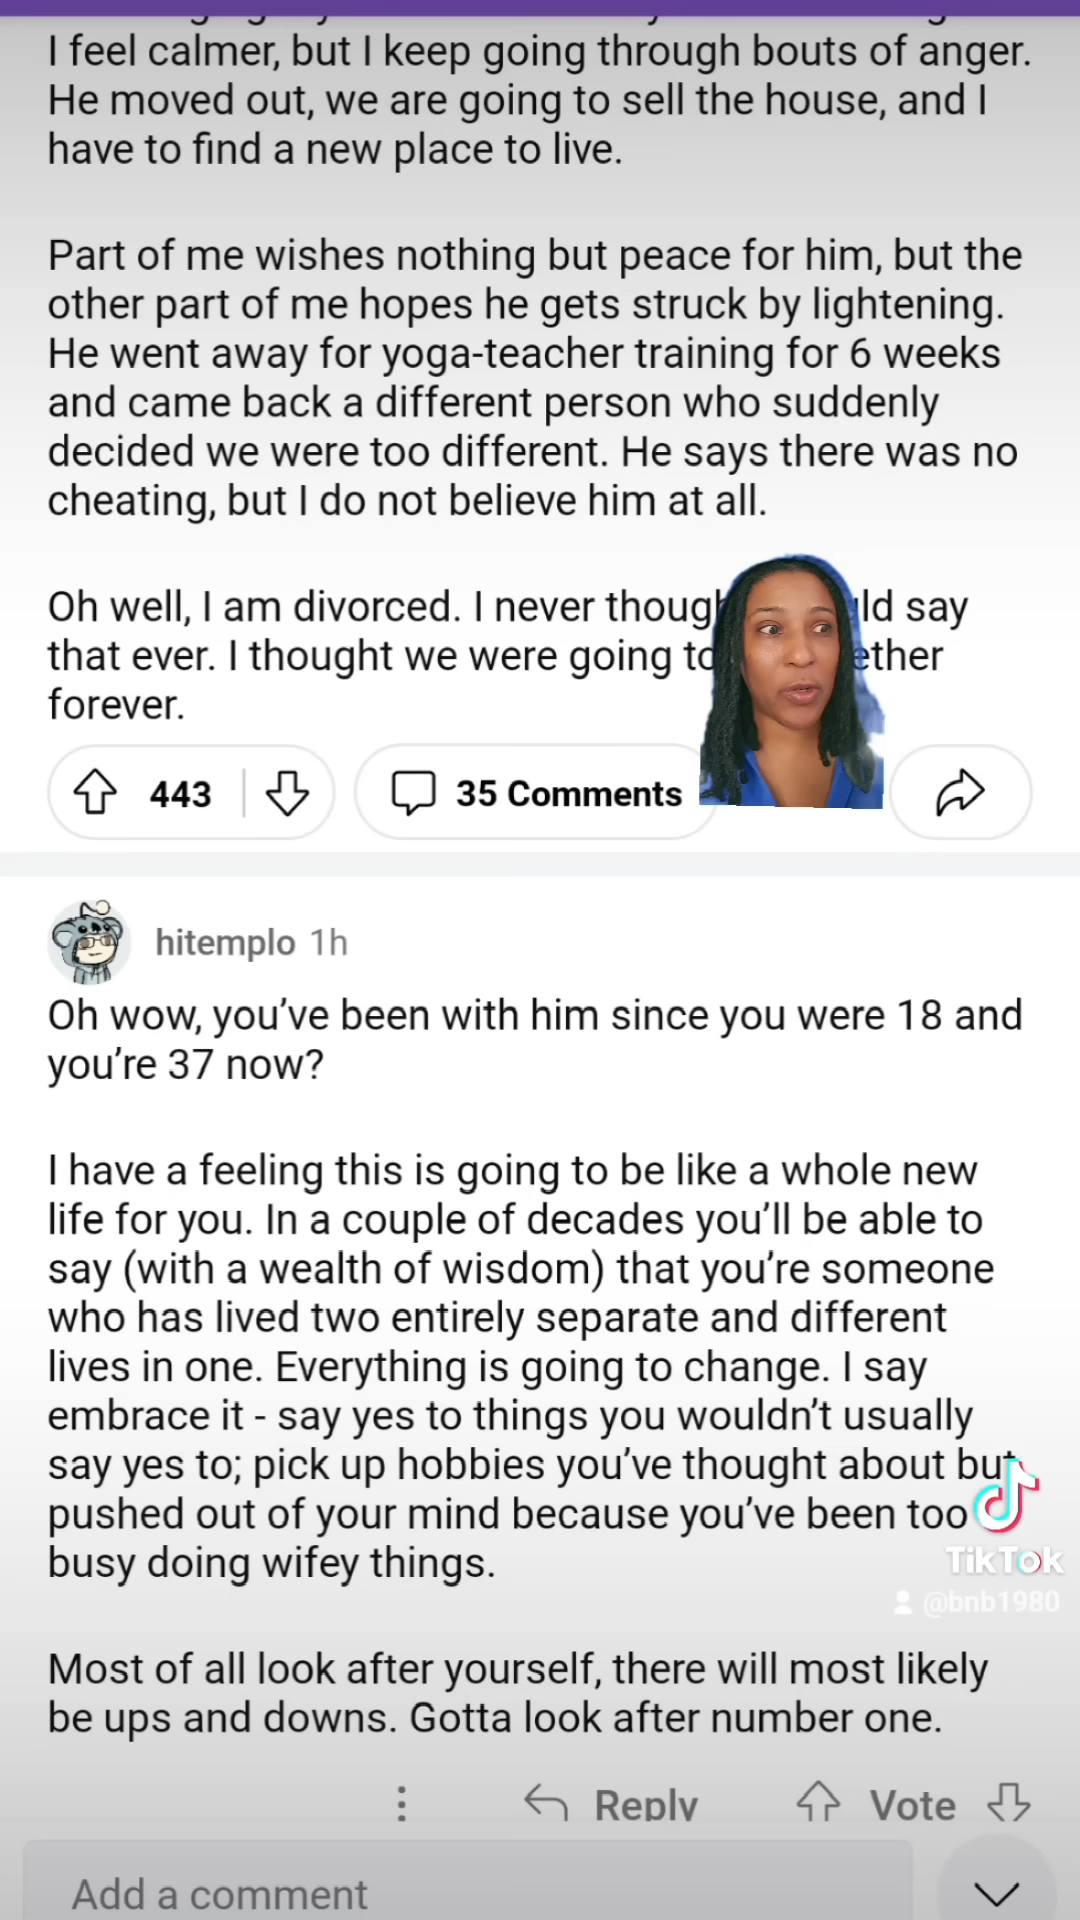 I feel calmer, but I keep going through bouts of anger.
He moved out, we are going to sell the house, and I
have to find a new place to live.
Part of me wishes nothing but peace for him, but the
other part of me hopes he gets struck by lightening.
He went away for yoga-teacher training for 6 weeks
and came back a different person who suddenly
decided we were too different. He says there was no
cheating, but I do not believe him at all.
Oh well, I am divorced. I never say
that ever. I thought we were going
forever.
443
35 Comments
hitemplo 1h
Oh wow, you've been with him since you were 18 and
you're 37 now?
I have a feeling this is going to be like a whole new
life for you. In a couple of decades you'll be able to
say (with a wealth of wisdom) that you're someone
who has lived two entirely separate and different
lives in one. Everything is going to change. I say
embrace it - say yes to things you wouldn't usually
say yes to; pick up hobbies you've thought about but
pushed out of your mind because you've been too
busy doing wifey things.
TikTok
@bnb1980
Most of all look after yourself, there will most likely
be ups and downs. Gotta look after number one.
Reply Vote
Add a comment